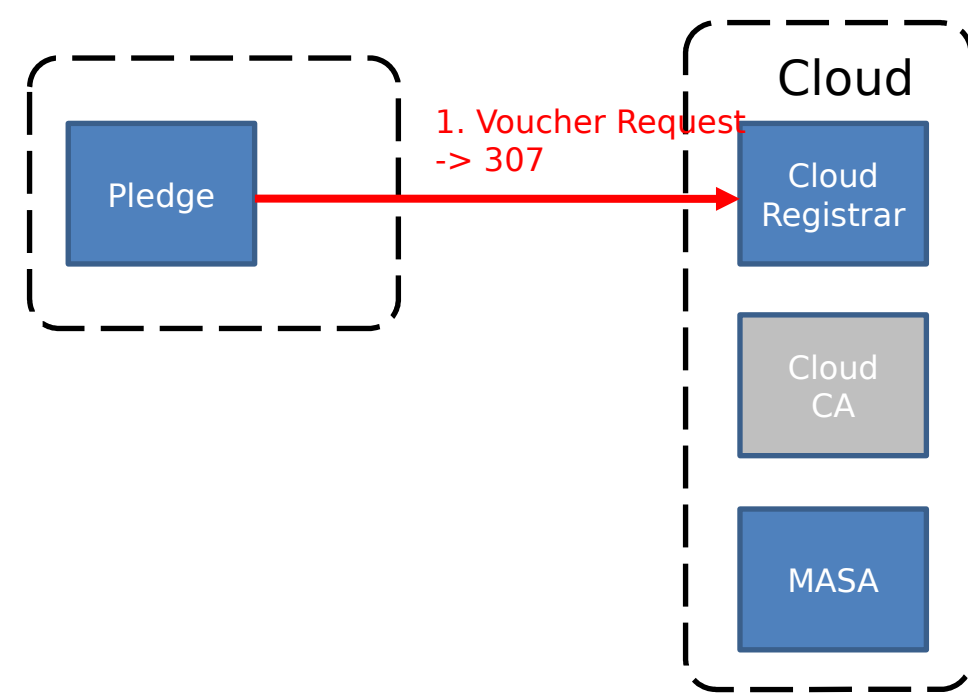 Cloud
1. Voucher Request
-> 307
Pledge
Cloud
Registrar
Cloud
CA
MASA